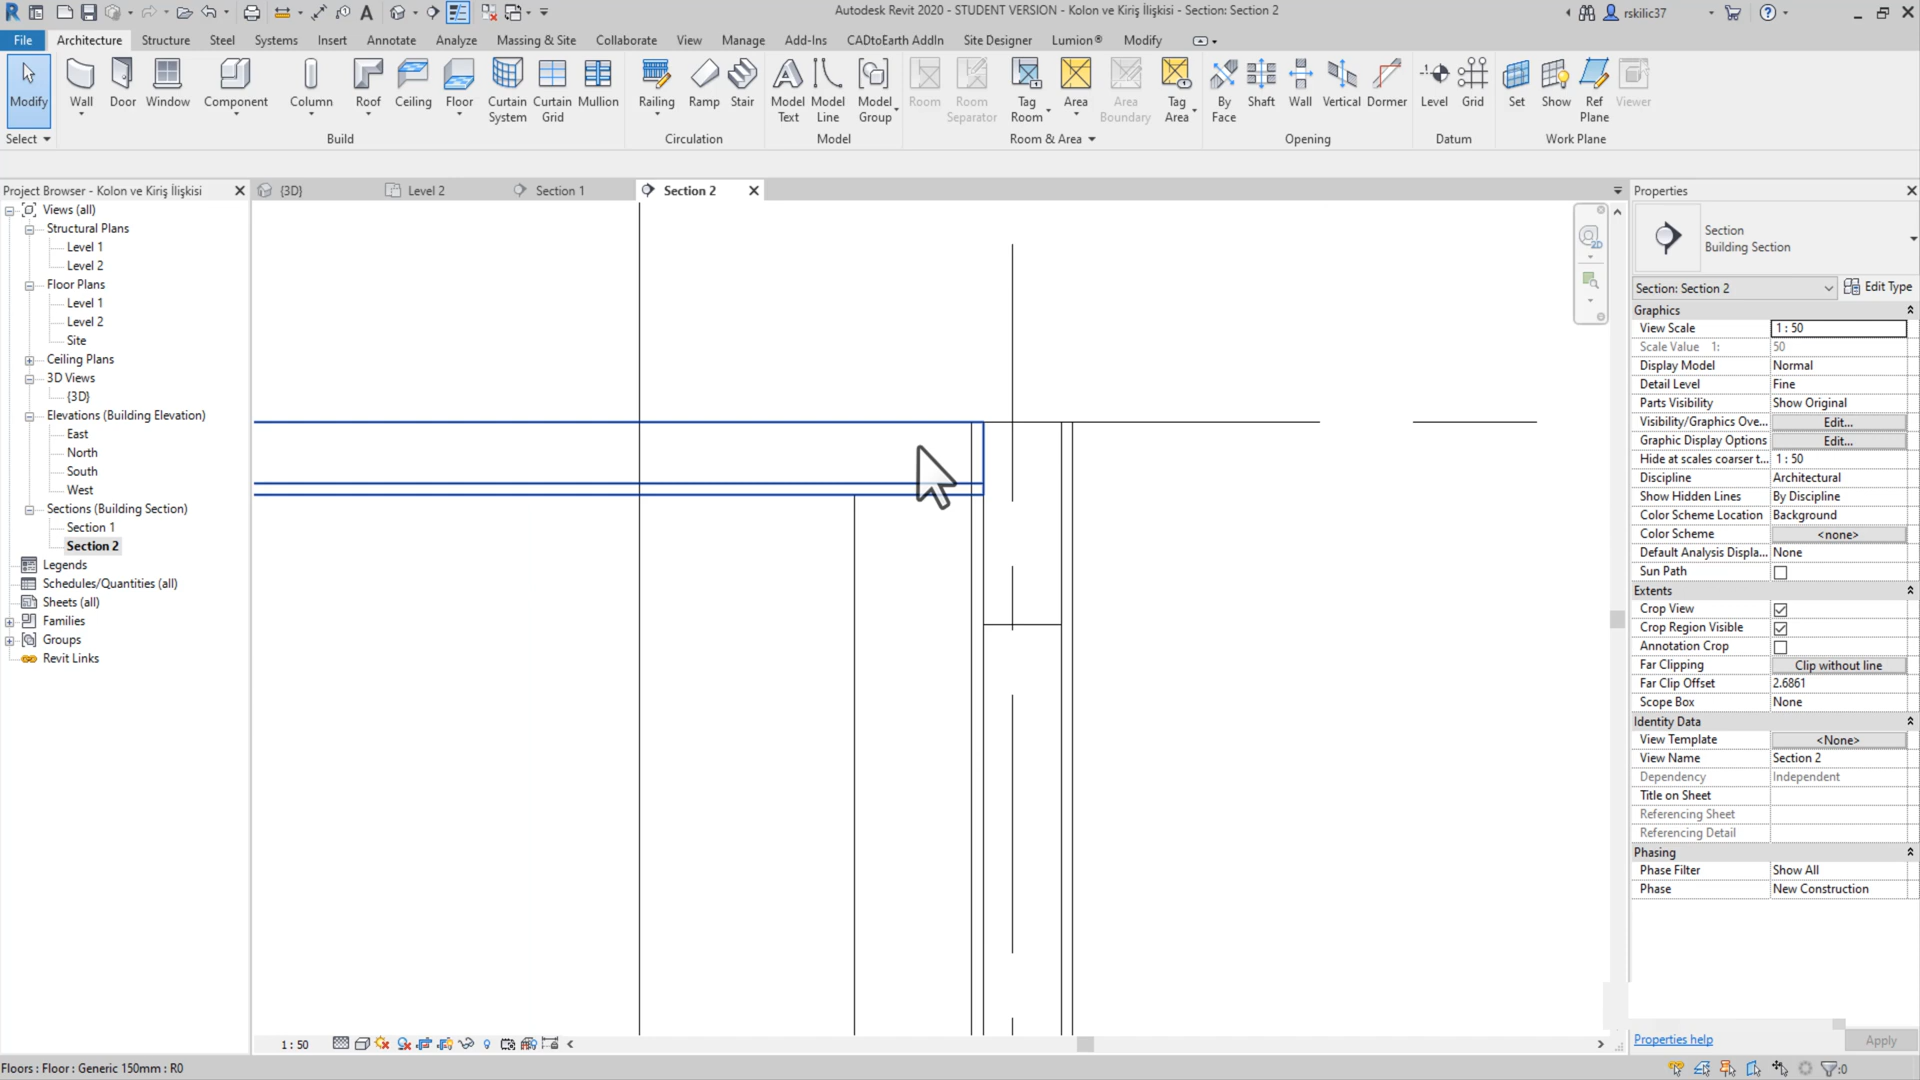 Autodesk Revit 2020 - STUDENT VERSION - Kolon ve Kiriş İlişkisi - Section: Section 2
rskilic37
File Architecture Structure Steel Systems Insert Annotate Analyze Massing & Site Collaborate View Manage Add-Ins CADtoEarth AddIn Site Designer Lumion® Modify
Modify Wall Door Window Component Column Roof Ceiling Floor Curtain System Curtain Grid Mullion Railing Ramp Stair Model Text Model Line Model Group Room Room Separator Tag Room Area Area Boundary Tag Area By Face Shaft Wall Vertical Dormer Level Grid Set Show Ref Plane Viewer
Select Build Circulation Model Room & Area Opening Datum Work Plane
Project Browser - Kolon ve Kiriş İlişkisi
{3D} Level 2 Section 1 Section 2
Views (all)
Structural Plans
Level 1
Level 2
Floor Plans
Level 1
Level 2
Site
Ceiling Plans
3D Views
{3D}
Elevations (Building Elevation)
East
North
South
West
Sections (Building Section)
Section 1
Section 2
Legends
Schedules/Quantities (all)
Sheets (all)
Families
Groups
Revit Links
2D
Properties
Section
Building Section
Section: Section 2 Edit Type
Graphics
View Scale 1 : 50
Scale Value 1: 50
Display Model Normal
Detail Level Fine
Parts Visibility Show Original
Visibility/Graphics Ove... Edit...
Graphic Display Options Edit...
Hide at scales coarser t... 1 : 50
Discipline Architectural
Show Hidden Lines By Discipline
Color Scheme Location Background
Color Scheme <none>
Default Analysis Displa... None
Sun Path
Extents
Crop View
Crop Region Visible
Annotation Crop
Far Clipping Clip without line
Far Clip Offset 2.6861
Scope Box None
Identity Data
View Template <None>
View Name Section 2
Dependency Independent
Title on Sheet
Referencing Sheet
Referencing Detail
Phasing
Phase Filter Show All
Phase New Construction
Properties help Apply
1 : 50
Floors : Floor : Generic 150mm : R0
:0